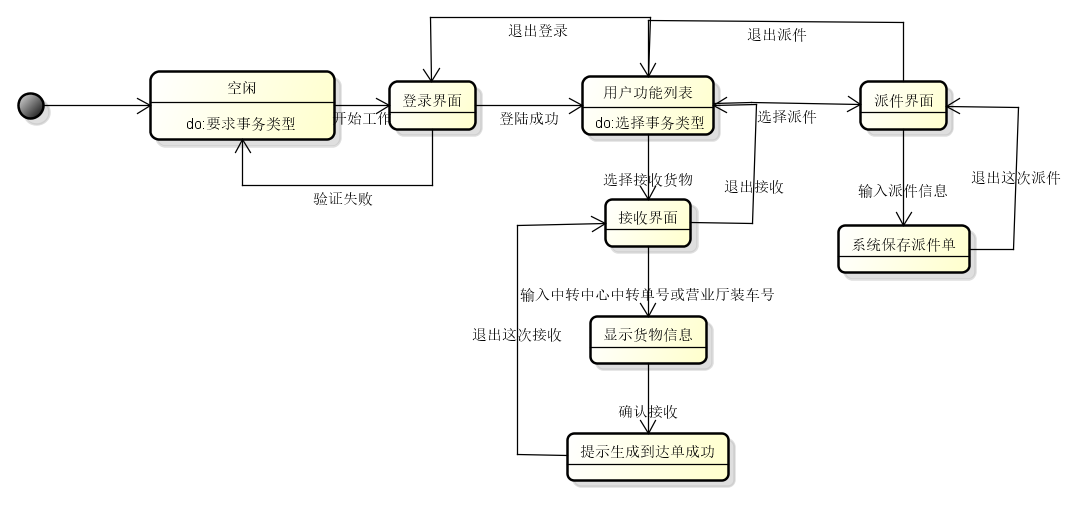 退出登录
退出派件
空闲
do:要求事务类型
开始工作
登录界面
登陆成功
用户功能列表
do:选择事务类型
选择派件
派件界面
验证失败
选择接收货物
退出接收
输入派件信息
退出这次派件
接收界面
系统保存派件单
输入中转中心中转单号或营业厅装车号
退出这次接收
显示货物信息
确认接收
提示生成到达单成功